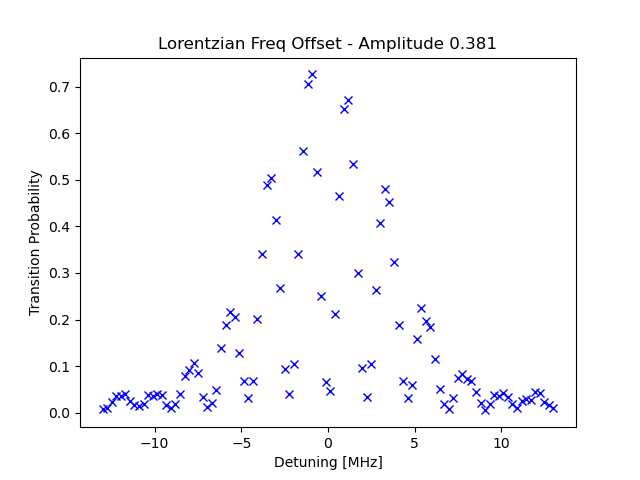 Lorentzian Freq Offset - Amplitude 0.381
Transition Probability
0.7
0.6
0.5
0.4
0.3
0.2
0.1
0.0
−10 −5 0 5 10
Detuning [MHz]